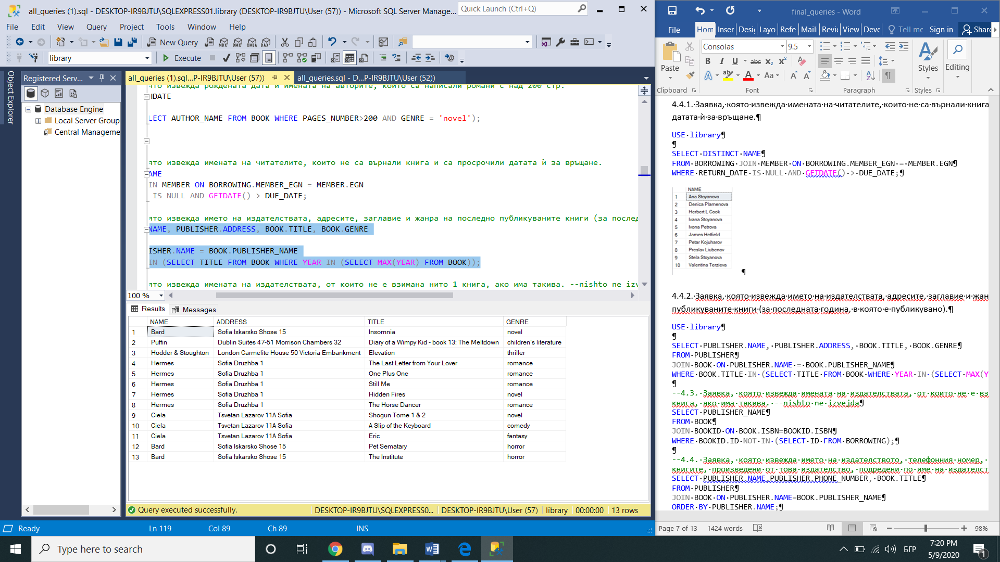 all_queries (1).sql - DESKTOP-IR9BJTU\SQLEXPRESS01.library (DESKTOP-IR9BJTU\User (57)) - Microsoft SQL Server Manage...
Quick Launch (Ctrl+Q)
File Edit View Query Project Tools Window Help
New Query
MDX DMX XMLA DAX
library
Execute
Object Explorer
Registered Serv...
Database Engine
Local Server Group
Central Manageme
all_queries (1).sql...P-IR9BJTU\User (57))
all_queries.sql - D...P-IR9BJTU\User (52))
ято извежда рождената дата и имената на авторите, които са написали романи с над 200 стр.
HDATE
LECT AUTHOR_NAME FROM BOOK WHERE PAGES_NUMBER>200 AND GENRE = 'novel');
ято извежда имената на читателите, които не са върнали книга и са просрочили датата ѝ за връщане.
AME
IN MEMBER ON BORROWING.MEMBER_EGN = MEMBER.EGN
IS NULL AND GETDATE() > DUE_DATE;
ято извежда името на издателствата, адресите, заглавие и жанра на последно публикуваните книги (за послед
NAME, PUBLISHER.ADDRESS, BOOK.TITLE, BOOK.GENRE
ISHER.NAME = BOOK.PUBLISHER_NAME
IN (SELECT TITLE FROM BOOK WHERE YEAR IN (SELECT MAX(YEAR) FROM BOOK));
ято извежда имената на издателствата, от които не е взимана нито 1 книга, ако има такива. --nishto ne izv
100 %
Results
Messages
NAME ADDRESS TITLE GENRE
1 Bard Sofia Iskarsko Shose 15 Insomnia novel
2 Puffin Dublin Suites 47-51 Morrison Chambers 32 Diary of a Wimpy Kid - book 13: The Meltdown children's literature
3 Hodder & Stoughton London Carmelite House 50 Victoria Embankment Elevation thriller
4 Hermes Sofia Druzhba 1 The Last Letter from Your Lover romance
5 Hermes Sofia Druzhba 1 One Plus One romance
6 Hermes Sofia Druzhba 1 Still Me romance
7 Hermes Sofia Druzhba 1 Hidden Fires novel
8 Hermes Sofia Druzhba 1 The Horse Dancer romance
9 Ciela Tsvetan Lazarov 11A Sofia Shogun Tome 1 & 2 novel
10 Ciela Tsvetan Lazarov 11A Sofia A Slip of the Keyboard comedy
11 Ciela Tsvetan Lazarov 11A Sofia Eric fantasy
12 Bard Sofia Iskarsko Shose 15 Pet Sematary horror
13 Bard Sofia Iskarsko Shose 15 The Institute horror
Query executed successfully.
DESKTOP-IR9BJTU\SQLEXPRESS0... DESKTOP-IR9BJTU\User (57) library 00:00:00 13 rows
Ready Ln 119 Col 89 Ch 89 INS
final_queries - Word
File Hom Inser Desi Layo Refe Maili Revie View Deve Tell me Sign in Share
Paste
Consolas 9.5
B I U abc x₂ x²
A aby A Aa A A
Styles
Editing
Clipboard Font Paragraph Styles
4.4.1.·Заявка,·която·извежда·имената·на·читателите,·които·не·са·върнали·книга
датата·ѝ·за·връщане.¶
USE·library¶
¶
SELECT·DISTINCT·NAME¶
FROM·BORROWING·JOIN·MEMBER·ON·BORROWING.MEMBER_EGN·=·MEMBER.EGN¶
WHERE·RETURN_DATE·IS·NULL·AND·GETDATE()·>·DUE_DATE;¶
NAME
1 Ana Stoyanova
2 Denica Plamenova
3 Herbert L Cook
4 Ivana Stoyanova
5 Ivona Petrova
6 James Hetfield
7 Petar Kojuharov
8 Preslav Liubenov
9 Stela Stoyanova
10 Valentina Terzieva
¶
4.4.2.·Заявка,·която·извежда·името·на·издателствата,·адресите,·заглавие·и·жан
публикуваните·книги·(за·последната·година,·в·която·е·публикувано).¶
USE·library¶
¶
SELECT·PUBLISHER.NAME,·PUBLISHER.ADDRESS,·BOOK.TITLE,·BOOK.GENRE¶
FROM·PUBLISHER¶
JOIN·BOOK·ON·PUBLISHER.NAME·=·BOOK.PUBLISHER_NAME¶
WHERE·BOOK.TITLE·IN·(SELECT·TITLE·FROM·BOOK·WHERE·YEAR·IN·(SELECT·MAX(Y
¶
--4.3.·Заявка,·която·извежда·имената·на·издателствата,·от·които·не·е·вз
книга,·ако·има·такива.·--nishto·ne·izvejda¶
SELECT·PUBLISHER_NAME¶
FROM·BOOK¶
JOIN·BOOKID·ON·BOOK.ISBN=BOOKID.ISBN¶
WHERE·BOOKID.ID·NOT·IN·(SELECT·ID·FROM·BORROWING);¶
¶
--4.4.·Заявка,·която·извежда·името·на·издателството,·телефонния·номер,·
книгите,·произведени·от·това·издателство,·подредени·по·име·на·издателст
SELECT·PUBLISHER.NAME,PUBLISHER.PHONE_NUMBER,·BOOK.TITLE¶
FROM·PUBLISHER¶
JOIN·BOOK·ON·PUBLISHER.NAME=BOOK.PUBLISHER_NAME¶
ORDER·BY·PUBLISHER.NAME;¶
Page 7 of 13 1424 words 98%
Type here to search
БГР
7:20 PM
5/9/2020
1